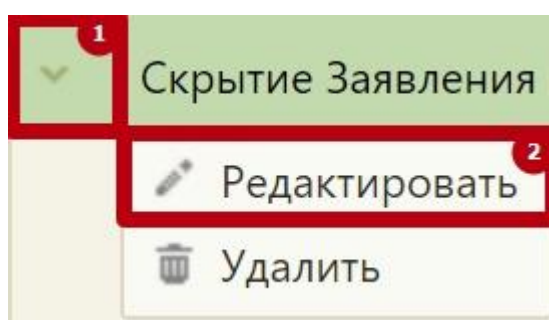 1
Скрытие Заявления
2
Редактировать
Удалить